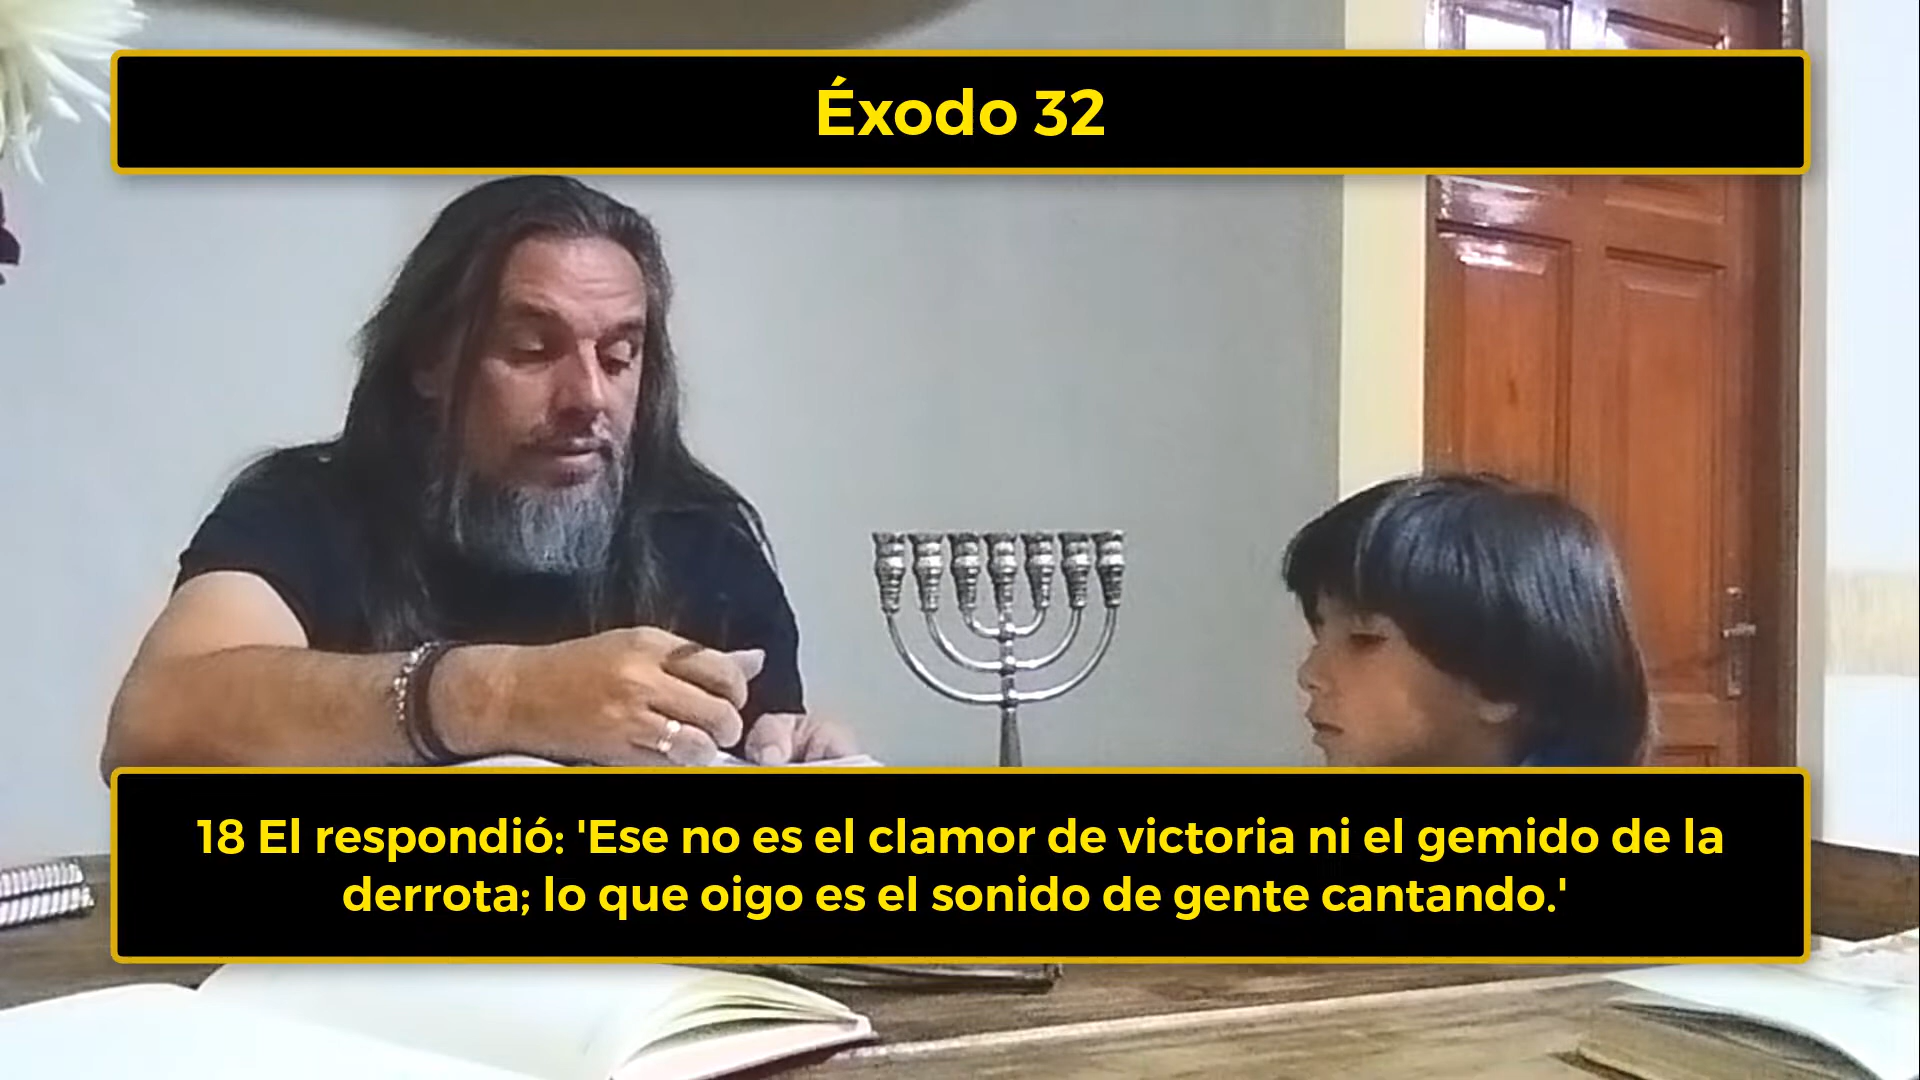 Éxodo 32
18 El respondió: 'Ese no es el clamor de victoria ni el gemido de la
derrota; lo que oigo es el sonido de gente cantando.'